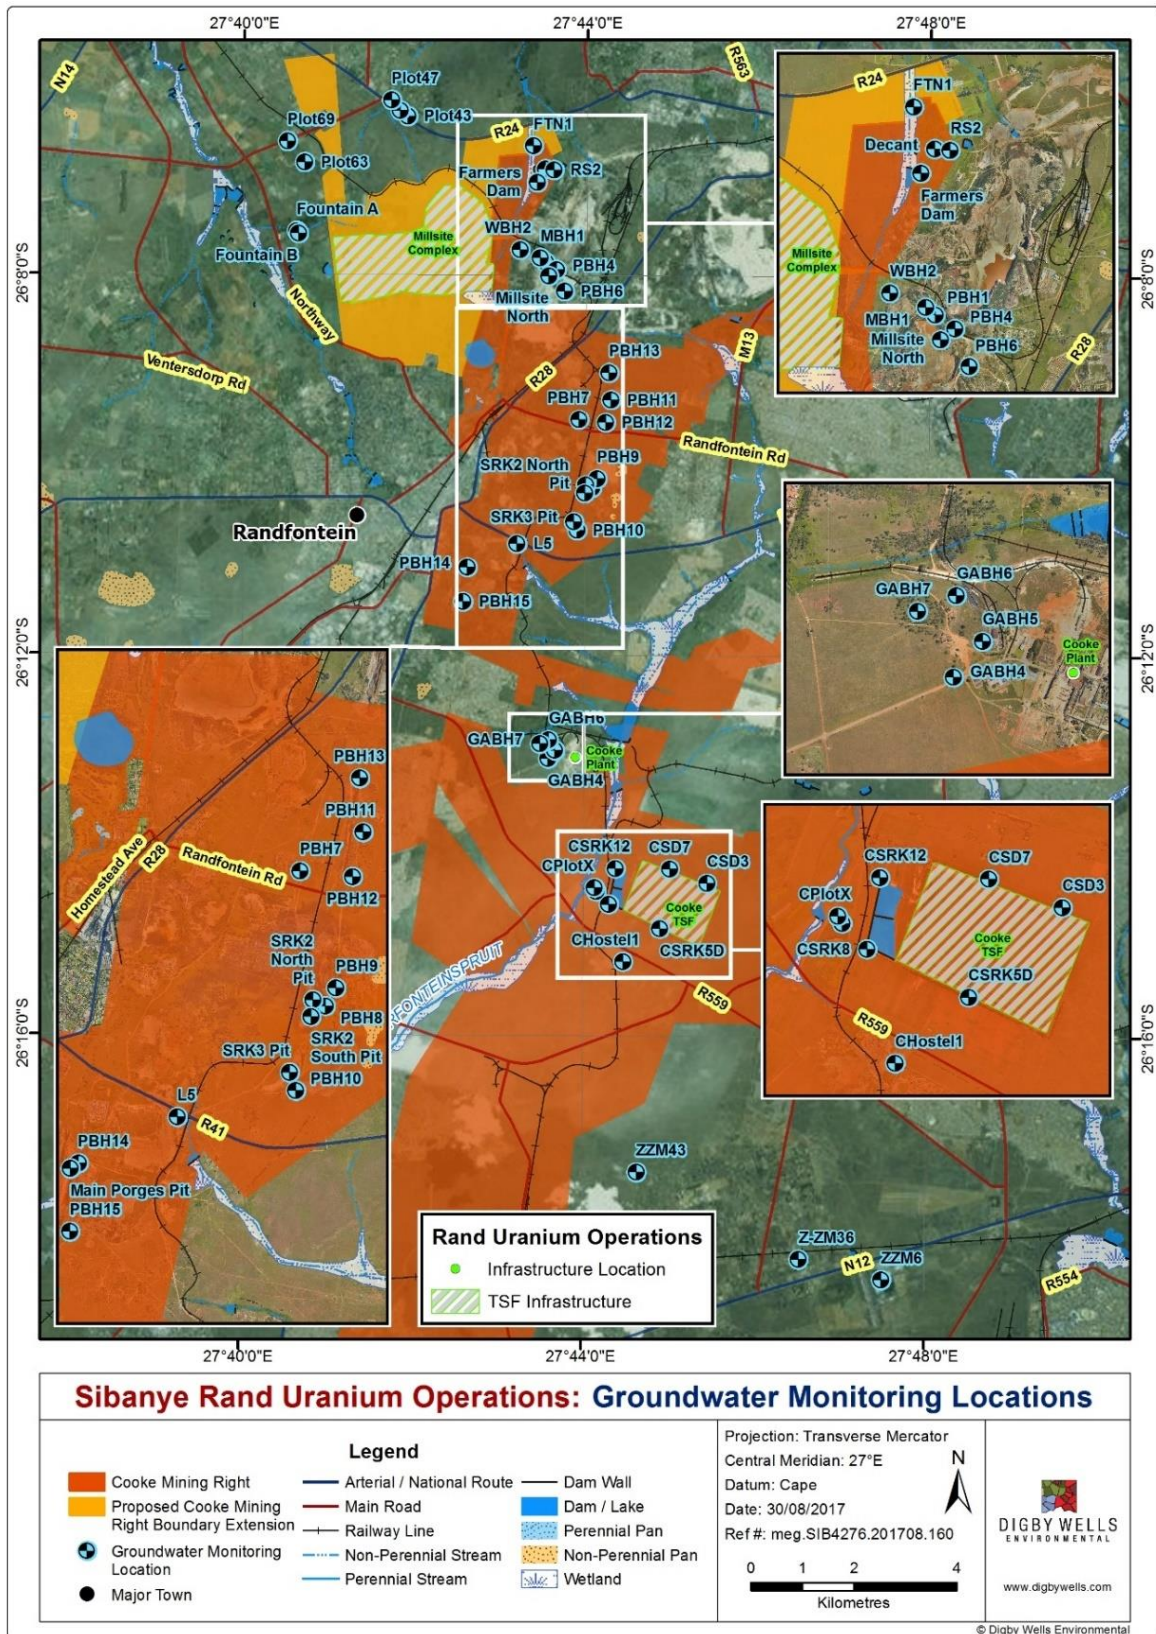 27°40'0"E
27°44'0"E
27°48'0"E
N14
R563
Plot47
Plot43
Plot69
Plot63
R24
FTN1
Farmers
Dam
RS2
Fountain A
Fountain B
Millsite
Complex
WBH2
MBH1
PBH4
PBH6
Millsite
North
26°8'0"S
Northway
Ventersdorp Rd
R28
PBH13
M13
PBH7
PBH11
PBH12
Randfontein Rd
SRK2 North
Pit
PBH9
SRK3 Pit
PBH10
Randfontein
L5
PBH14
PBH15
26°12'0"S
R24
FTN1
Decant
RS2
Farmers
Dam
Millsite
Complex
WBH2
PBH1
MBH1
PBH4
Millsite
North
PBH6
R28
26°8'0"S
GABH7
GABH6
GABH5
GABH4
Cooke
Plant
26°12'0"S
GABH6
GABH7
GABH4
Cooke
Plant
CSRK12
CSD7
CPlotX
CSD3
Cooke
TSF
CHostel1
CSRK5D
RFONTEINSPRUIT
R559
CSRK12
CSD7
CPlotX
CSD3
CSRK8
Cooke
TSF
CSRK5D
R559
CHostel1
26°16'0"S
PBH13
PBH11
Homestead Ave
R28
PBH7
Randfontein Rd
PBH12
SRK2
North
Pit
PBH9
PBH8
SRK2
South Pit
SRK3 Pit
PBH10
L5
R41
PBH14
Main Porges Pit
PBH15
26°16'0"S
ZZM43
Z-ZM36
N12
ZZM6
R554
Rand Uranium Operations
Infrastructure Location
TSF Infrastructure
27°40'0"E
27°44'0"E
27°48'0"E
Sibanye Rand Uranium Operations: Groundwater Monitoring Locations
Legend
Cooke Mining Right
Proposed Cooke Mining
Right Boundary Extension
Groundwater Monitoring
Location
Major Town
Arterial / National Route
Main Road
Railway Line
Non-Perennial Stream
Perennial Stream
Dam Wall
Dam / Lake
Perennial Pan
Non-Perennial Pan
Wetland
Projection: Transverse Mercator
Central Meridian: 27°E
Datum: Cape
Date: 30/08/2017
Ref #: meg.SIB4276.201708.160
N
0 1 2 4
Kilometres
DIGBY WELLS
ENVIRONMENTAL
www.digbywells.com
© Digby Wells Environmental